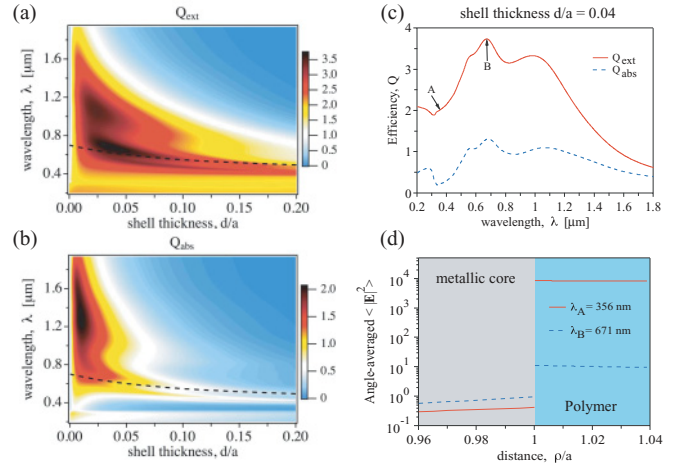 (a)
Q_ext
wavelength, λ [μm]
1.6
1.2
0.8
0.4
0.00
0.05
0.10
0.15
0.20
shell thickness, d/a
3.5
3.0
2.5
2.0
1.5
1.0
0.5
0
(b)
Q_abs
wavelength, λ [μm]
1.6
1.2
0.8
0.4
0.00
0.05
0.10
0.15
0.20
shell thickness, d/a
2.0
1.5
1.0
0.5
0
(c)
shell thickness d/a = 0.04
Efficiency, Q
4
3
2
1
0
A
B
Q_ext
Q_abs
0.2 0.4 0.6 0.8 1.0 1.2 1.4 1.6 1.8
wavelength, λ [μm]
(d)
Angle-averaged < |E|^2 >
10^5
10^4
10^3
10^2
10^1
10^0
10^-1
metallic core
λ_A = 356 nm
λ_B = 671 nm
Polymer
0.96 0.98 1 1.02 1.04
distance, ρ/a